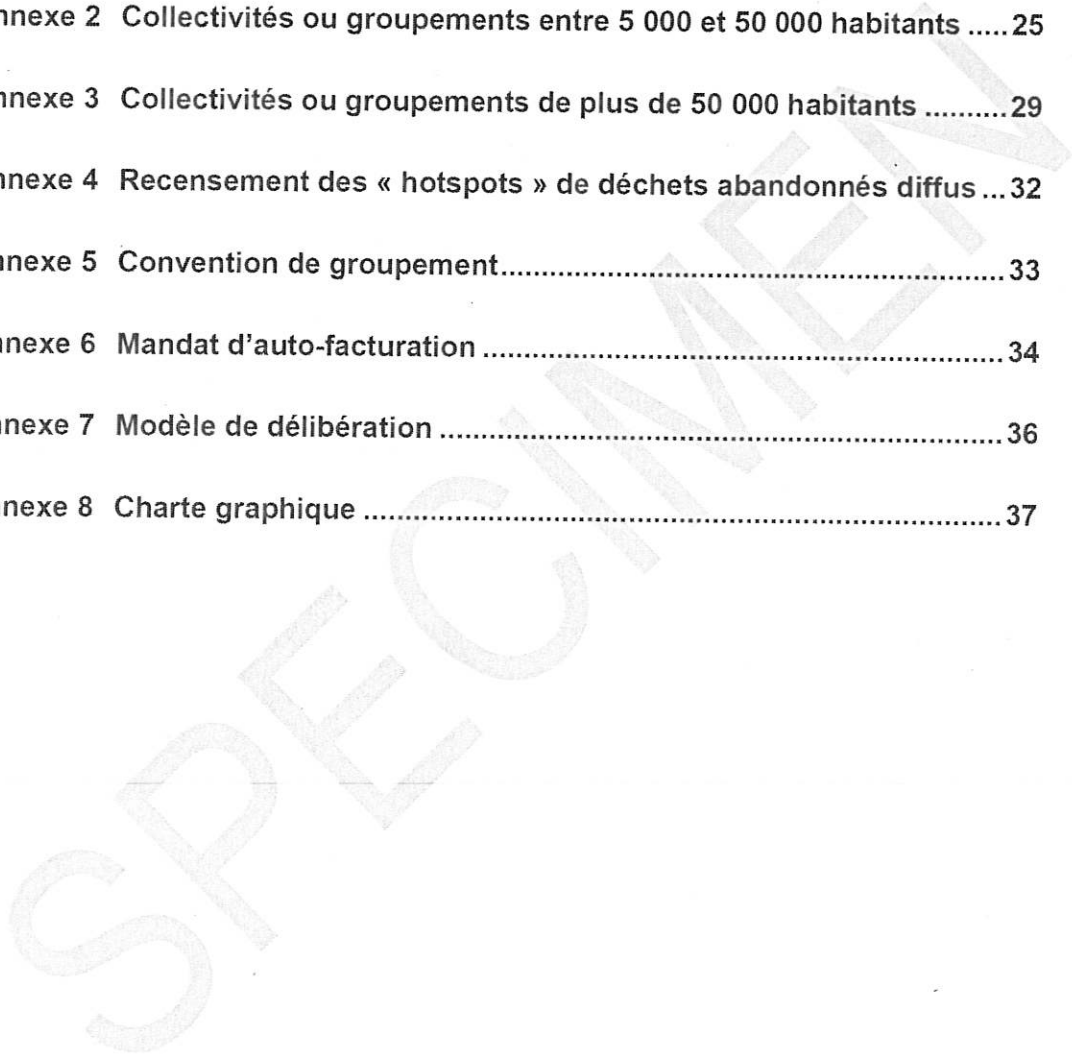 nnexe 2 Collectivités ou groupements entre 5 000 et 50 000 habitants .....25
nnexe 3 Collectivités ou groupements de plus de 50 000 habitants ..........29
nnexe 4 Recensement des « hotspots » de déchets abandonnés diffus ...32
nnexe 5 Convention de groupement.............................................................33
nnexe 6 Mandat d'auto-facturation ...............................................................34
nnexe 7 Modèle de délibération ....................................................................36
nnexe 8 Charte graphique .............................................................................37
SPECIMEN